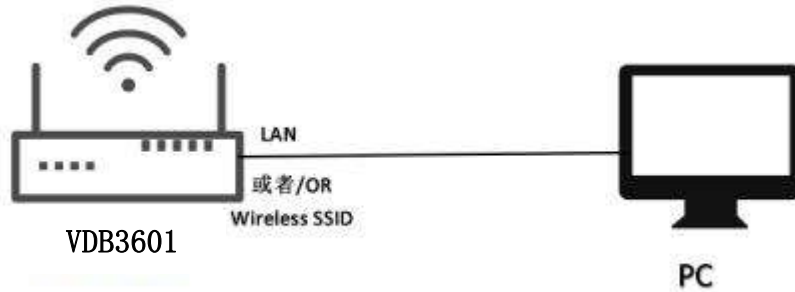 LAN
或者/OR
Wireless SSID
VDB3601
PC